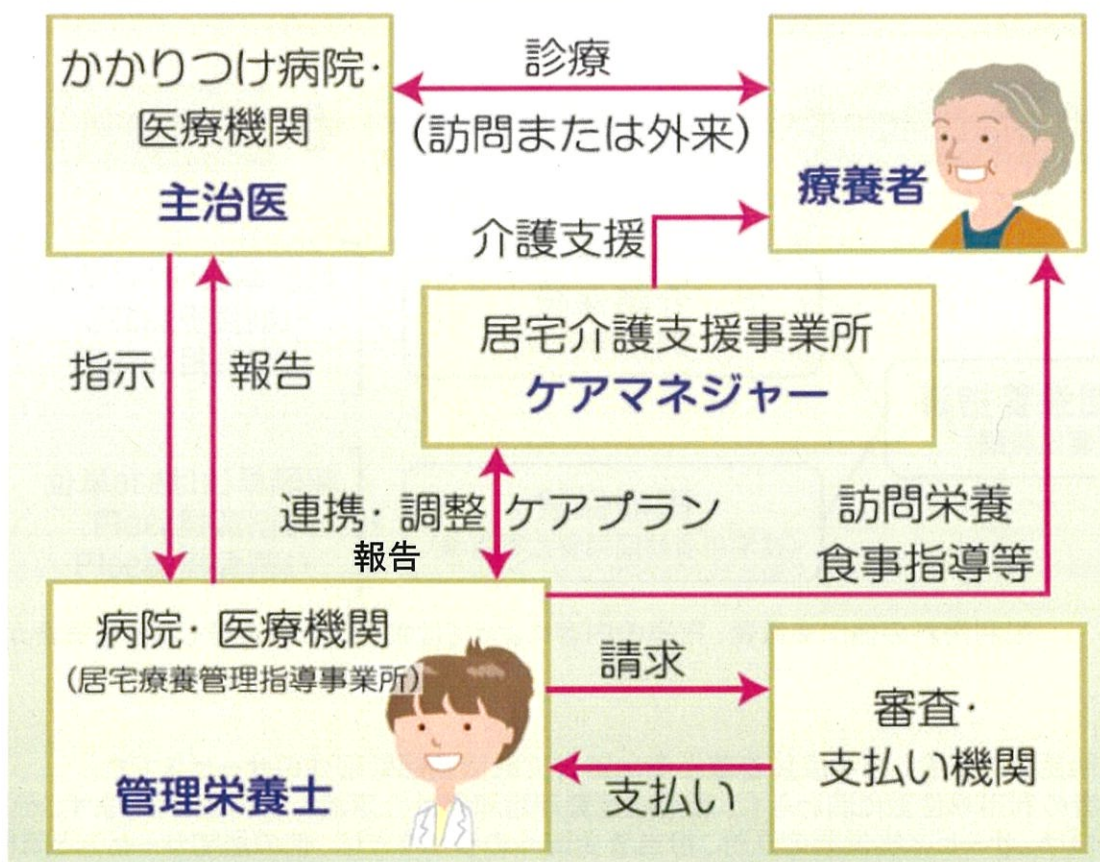 かかりつけ病院・
医療機関
主治医
診療
（訪問または外来）
療養者
介護支援
居宅介護支援事業所
ケアマネジャー
指示
報告
連携・調整
報告
ケアプラン
訪問栄養
食事指導等
病院・医療機関
（居宅療養管理指導事業所）
管理栄養士
請求
支払い
審査・
支払い機関